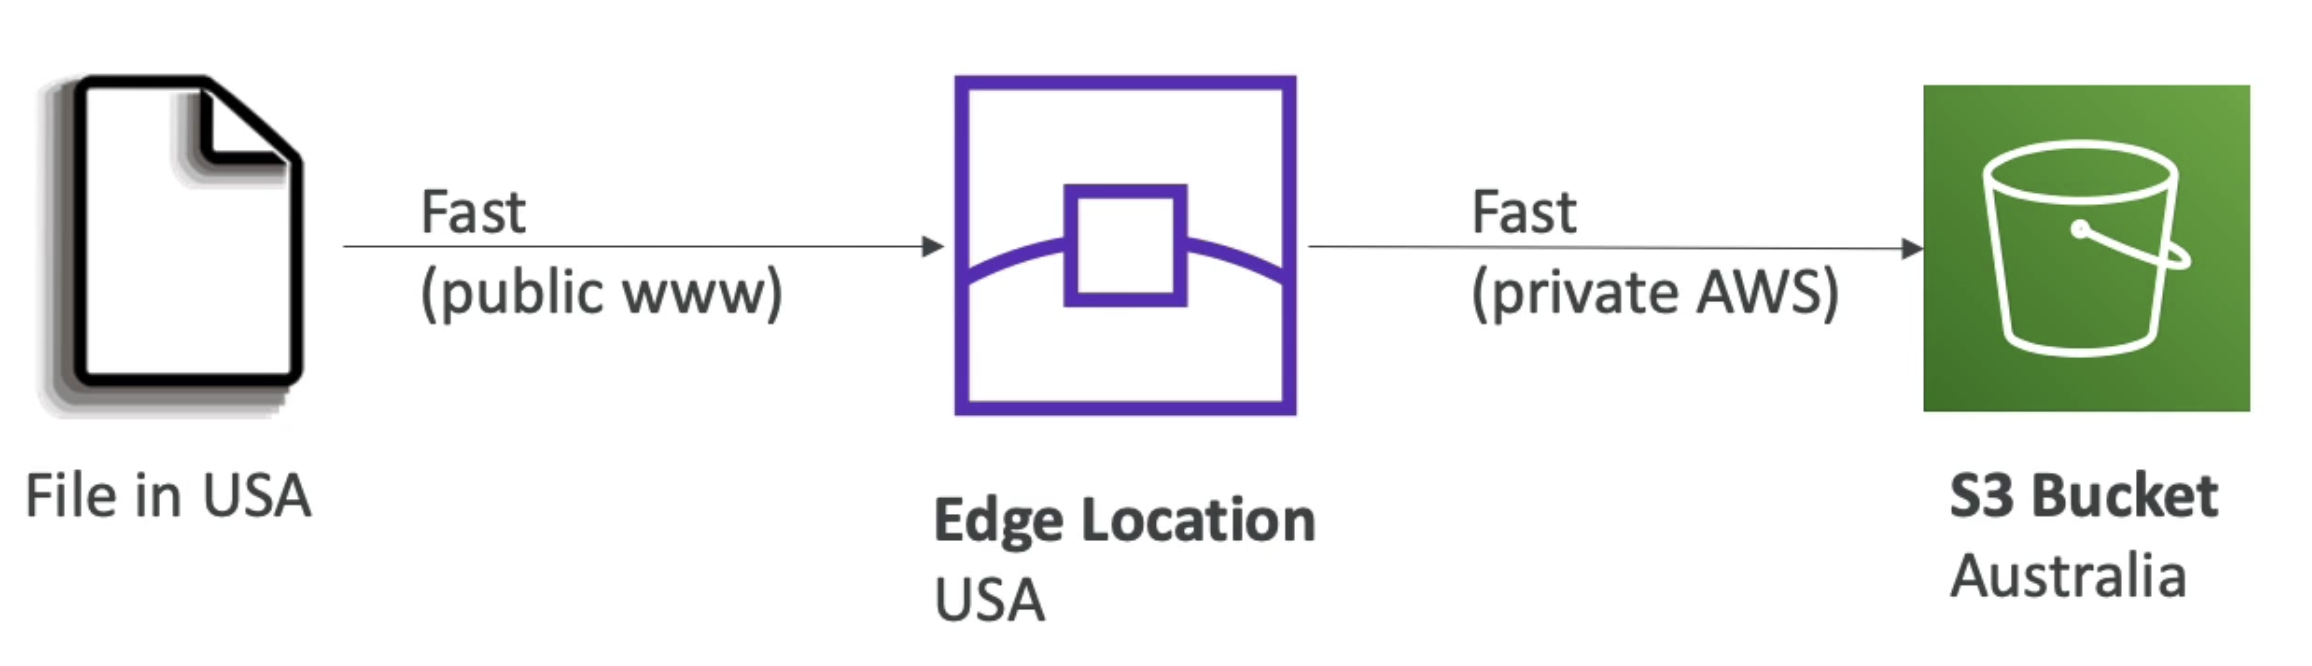 Fast
(public www)
Fast
(private AWS)
File in USA
Edge Location
USA
S3 Bucket
Australia